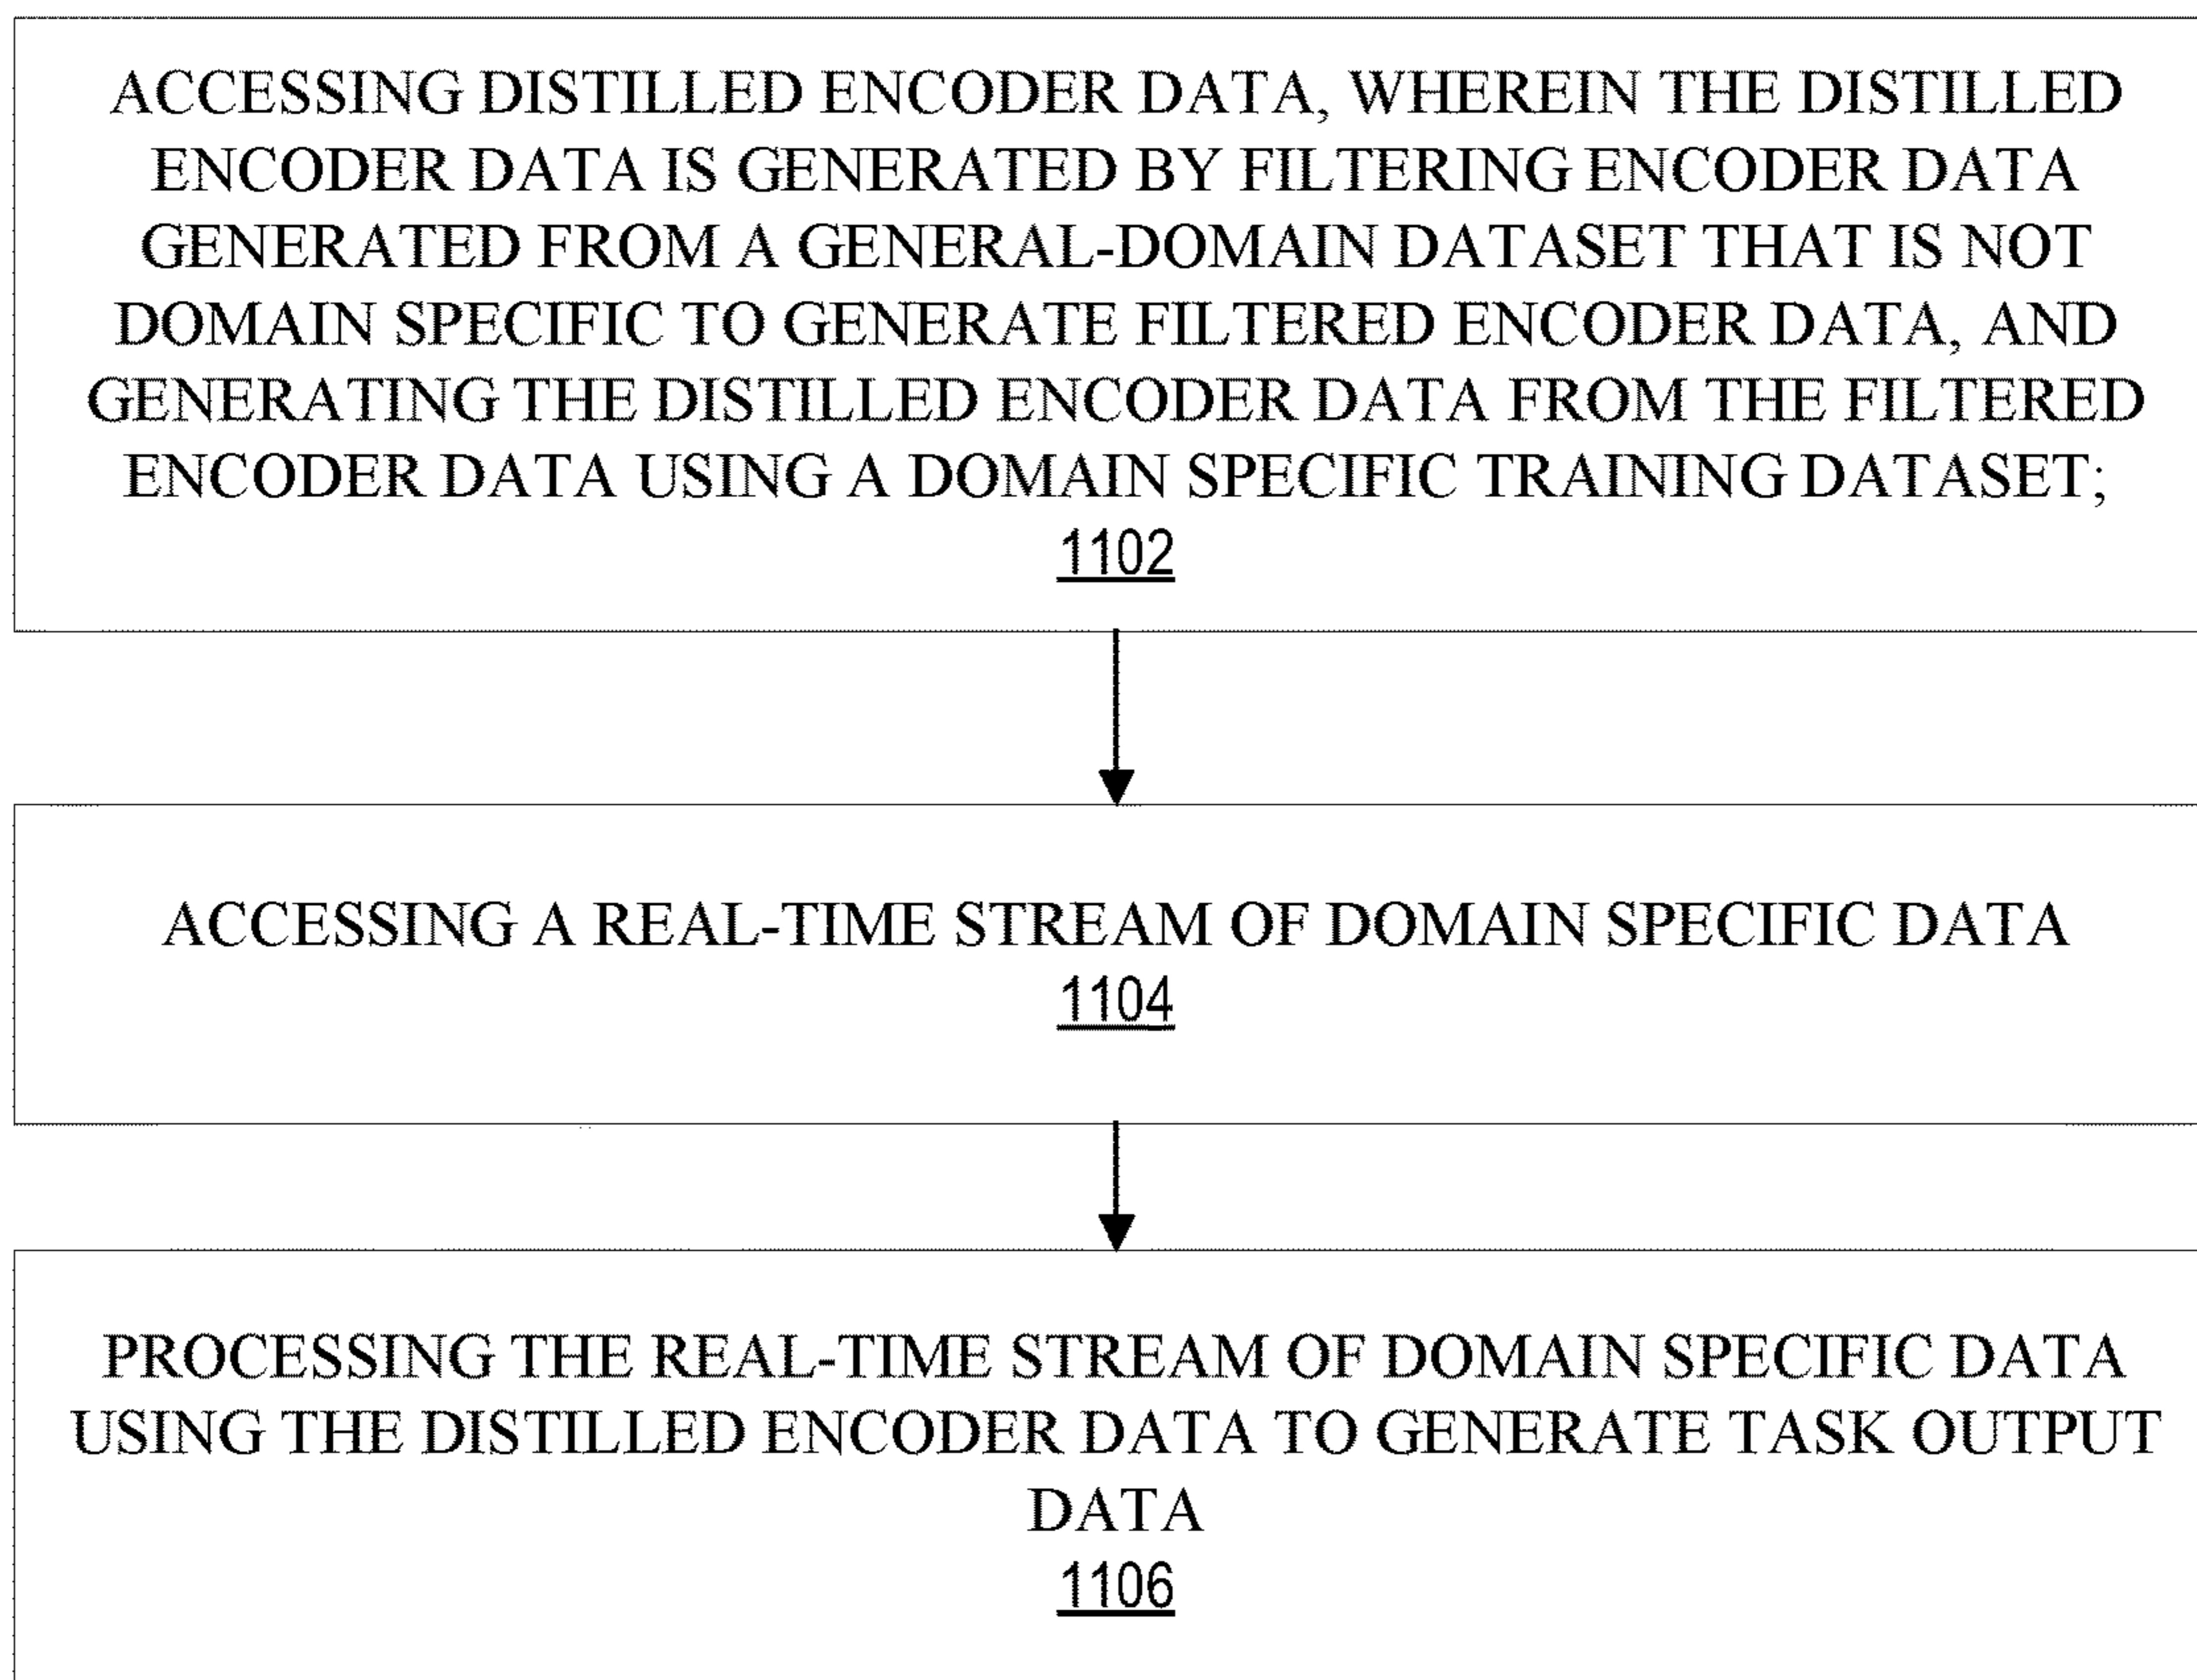 ACCESSING DISTILLED ENCODER DATA, WHEREIN THE DISTILLED
ENCODER DATA IS GENERATED BY FILTERING ENCODER DATA
GENERATED FROM A GENERAL-DOMAIN DATASET THAT IS NOT
DOMAIN SPECIFIC TO GENERATE FILTERED ENCODER DATA, AND
GENERATING THE DISTILLED ENCODER DATA FROM THE FILTERED
ENCODER DATA USING A DOMAIN SPECIFIC TRAINING DATASET;
1102
ACCESSING A REAL-TIME STREAM OF DOMAIN SPECIFIC DATA
1104
PROCESSING THE REAL-TIME STREAM OF DOMAIN SPECIFIC DATA
USING THE DISTILLED ENCODER DATA TO GENERATE TASK OUTPUT
DATA
1106